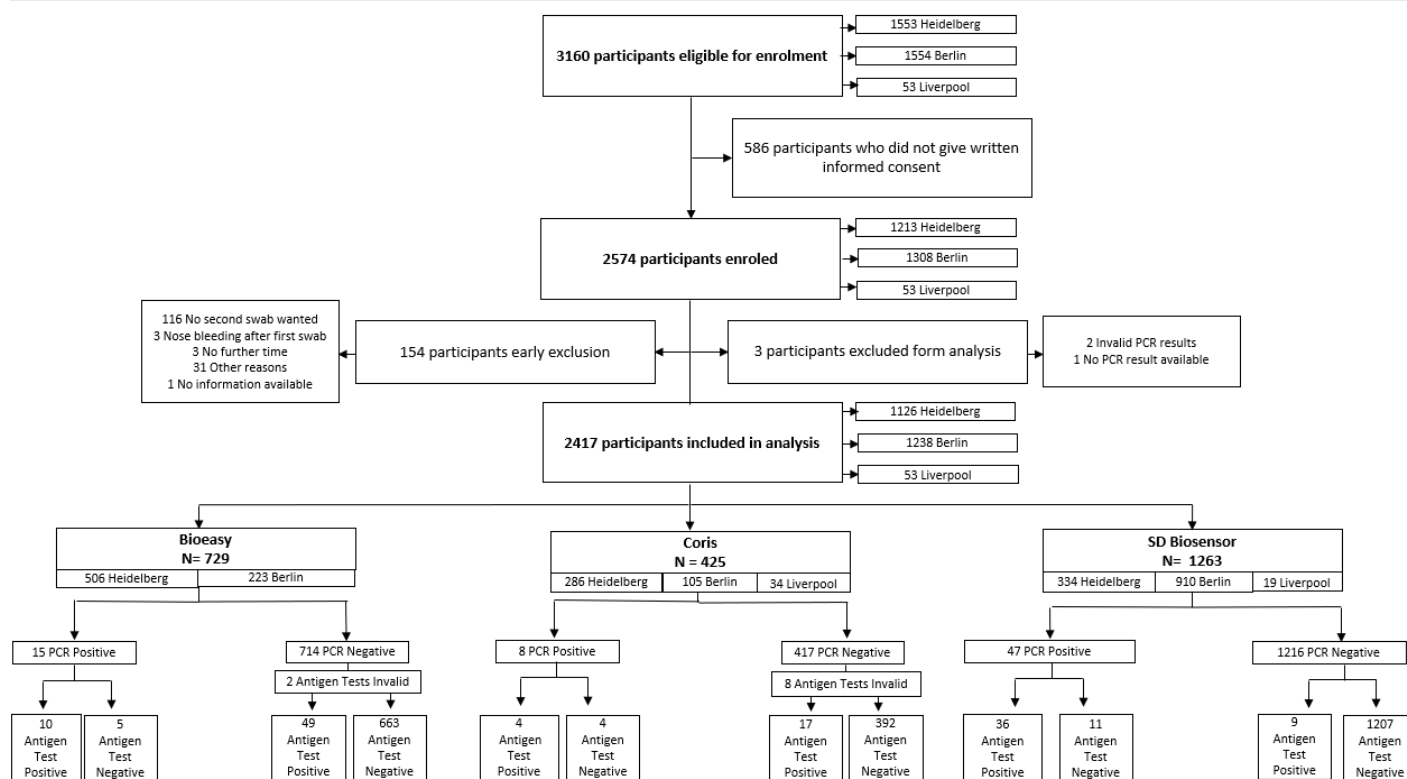 3160 participants eligible for enrolment
1553 Heidelberg
1554 Berlin
53 Liverpool
586 participants who did not give written
informed consent
2574 participants enroled
1213 Heidelberg
1308 Berlin
53 Liverpool
116 No second swab wanted
3 Nose bleeding after first swab
3 No further time
31 Other reasons
1 No information available
154 participants early exclusion
3 participants excluded form analysis
2 Invalid PCR results
1 No PCR result available
2417 participants included in analysis
1126 Heidelberg
1238 Berlin
53 Liverpool
Bioeasy
N= 729
506 Heidelberg
223 Berlin
Coris
N = 425
286 Heidelberg
105 Berlin
34 Liverpool
SD Biosensor
N= 1263
334 Heidelberg
910 Berlin
19 Liverpool
15 PCR Positive
714 PCR Negative
2 Antigen Tests Invalid
8 PCR Positive
417 PCR Negative
8 Antigen Tests Invalid
47 PCR Positive
1216 PCR Negative
10
Antigen
Test
Positive
5
Antigen
Test
Negative
49
Antigen
Test
Positive
663
Antigen
Test
Negative
4
Antigen
Test
Positive
4
Antigen
Test
Negative
17
Antigen
Test
Positive
392
Antigen
Test
Negative
36
Antigen
Test
Positive
11
Antigen
Test
Negative
9
Antigen
Test
Positive
1207
Antigen
Test
Negative